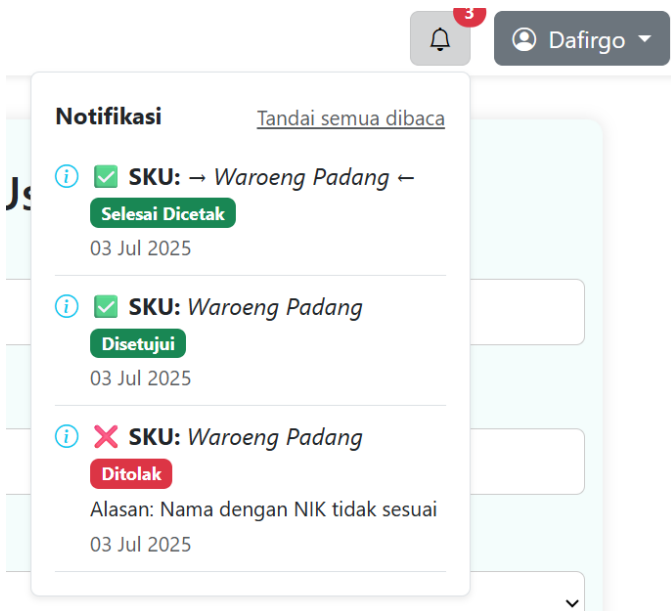 3
Dafirgo
Notifikasi
Tandai semua dibaca
SKU: → Waroeng Padang ←
Selesai Dicetak
03 Jul 2025
SKU: Waroeng Padang
Disetujui
03 Jul 2025
SKU: Waroeng Padang
Ditolak
Alasan: Nama dengan NIK tidak sesuai
03 Jul 2025